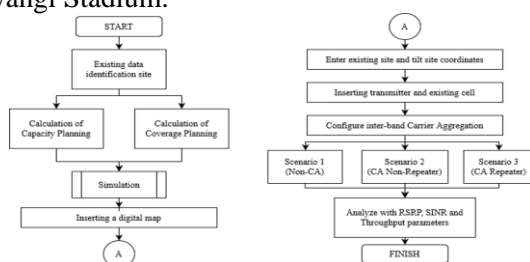 Stadium.
START
Existing data
identification site
Calculation of
Capacity Planning
Calculation of
Coverage Planning
Simulation
Inserting a digital map
A
A
Enter existing site and tilt site coordinates
Inserting transmitter and existing cell
Configure inter-band Carrier Aggregation
Scenario 1
(Non-CA)
Scenario 2
(CA Non-Repeater)
Scenario 3
(CA Repeater)
Analyze with RSRP, SINR and
Throughput parameters
FINISH